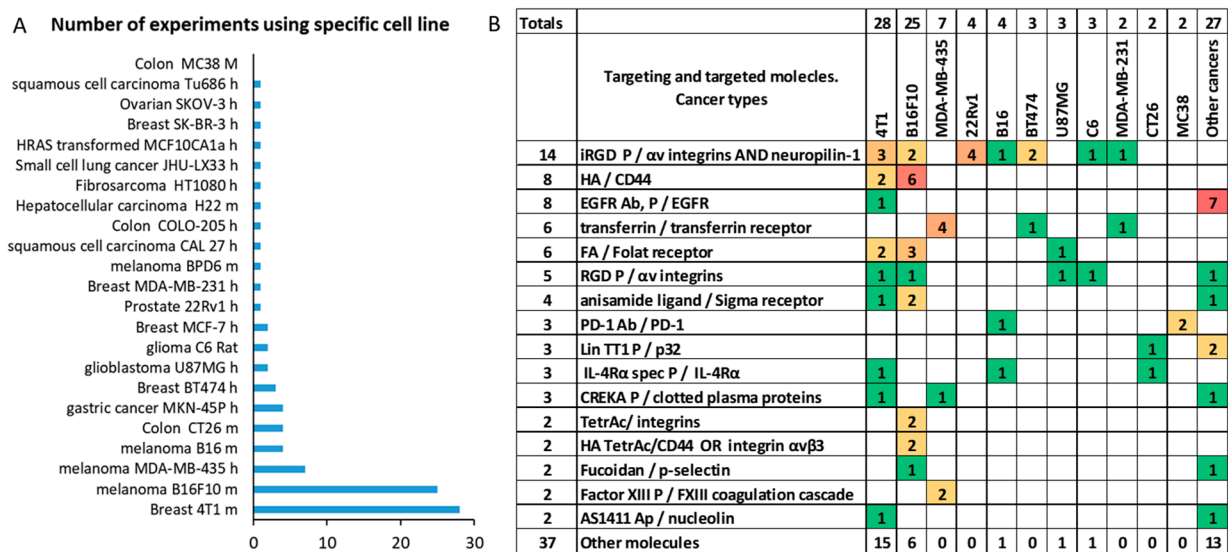 A Number of experiments using specific cell line
Colon MC38 M
squamous cell carcinoma Tu686 h
Ovarian SKOV-3 h
Breast SK-BR-3 h
HRAS transformed MCF10CA1a h
Small cell lung cancer JHU-LX33 h
Fibrosarcoma HT1080 h
Hepatocellular carcinoma H22 m
Colon COLO-205 h
squamous cell carcinoma CAL 27 h
melanoma BPD6 m
Breast MDA-MB-231 h
Prostate 22Rv1 h
Breast MCF-7 h
glioma C6 Rat
glioblastoma U87MG h
Breast BT474 h
gastric cancer MKN-45P h
Colon CT26 m
melanoma B16 m
melanoma MDA-MB-435 h
melanoma B16F10 m
Breast 4T1 m
0 10 20 30
B
Totals 28 25 7 4 4 3 3 3 2 2 2 27
Targeting and targeted molecles.
Cancer types
4T1
B16F10
MDA-MB-435
22Rv1
B16
BT474
U87MG
C6
MDA-MB-231
CT26
MC38
Other cancers
14 iRGD P / αv integrins AND neuropilin-1 3 2 4 1 2 1 1
8 HA / CD44 2 6
8 EGFR Ab, P / EGFR 1 7
6 transferrin / transferrin receptor 4 1 1
6 FA / Folat receptor 2 3 1
5 RGD P / αv integrins 1 1 1 1 1
4 anisamide ligand / Sigma receptor 1 2 1
3 PD-1 Ab / PD-1 1 2
3 Lin TT1 P / p32 1 2
3 IL-4Rα spec P / IL-4Rα 1 1 1
3 CREKA P / clotted plasma proteins 1 1 1
2 TetrAc/ integrins 2
2 HA TetrAc/CD44 OR integrin αvβ3 2
2 Fucoidan / p-selectin 1 1
2 Factor XIII P / FXIII coagulation cascade 2
2 AS1411 Ap / nucleolin 1 1
37 Other molecules 15 6 0 0 1 0 1 1 0 0 0 13